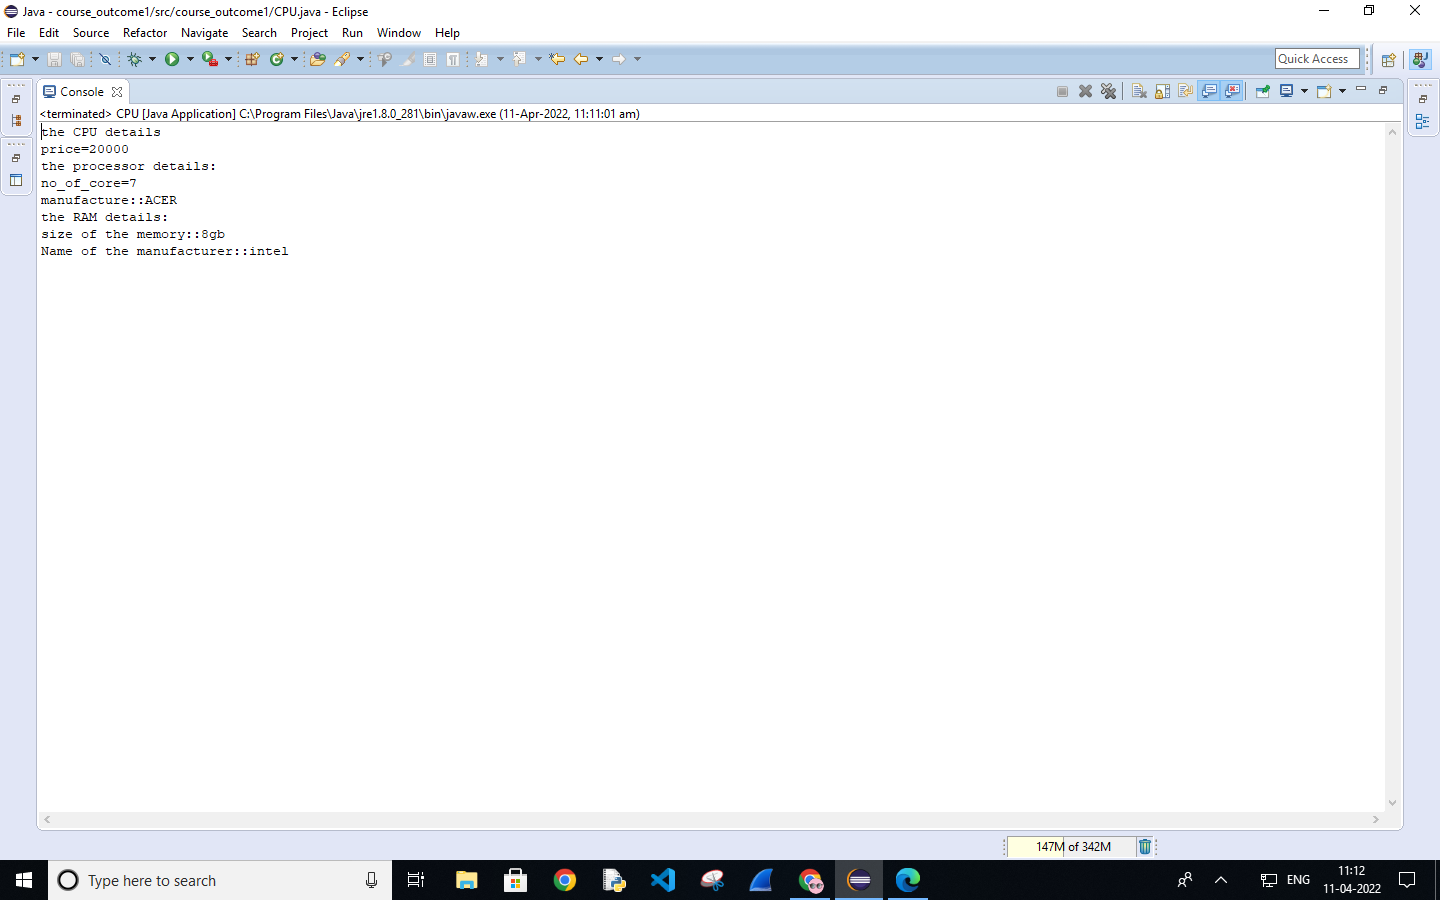 Java - course_outcome1/src/course_outcome1/CPU.java - Eclipse
File Edit Source Refactor Navigate Search Project Run Window Help
Quick Access
Console
<terminated> CPU [Java Application] C:\Program Files\Java\jre1.8.0_281\bin\javaw.exe (11-Apr-2022, 11:11:01 am)
the CPU details
price=20000
the processor details:
no_of_core=7
manufacture::ACER
the RAM details:
size of the memory::8gb
Name of the manufacturer::intel
147M of 342M
Type here to search
ENG
11:12
11-04-2022